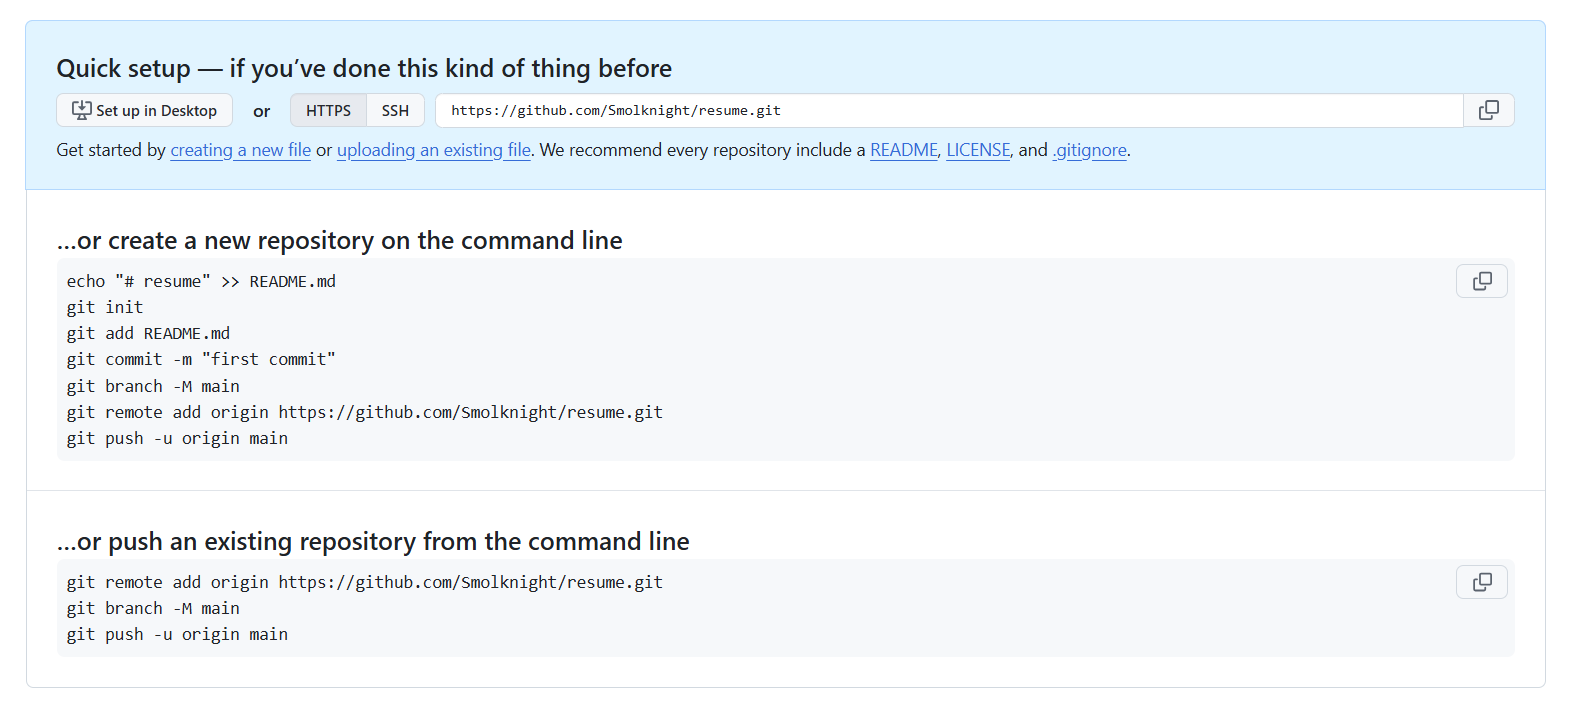 Quick setup — if you’ve done this kind of thing before
Set up in Desktop or HTTPS SSH https://github.com/Smolknight/resume.git
Get started by creating a new file or uploading an existing file. We recommend every repository include a README, LICENSE, and .gitignore.
…or create a new repository on the command line
echo "# resume" >> README.md
git init
git add README.md
git commit -m "first commit"
git branch -M main
git remote add origin https://github.com/Smolknight/resume.git
git push -u origin main
…or push an existing repository from the command line
git remote add origin https://github.com/Smolknight/resume.git
git branch -M main
git push -u origin main